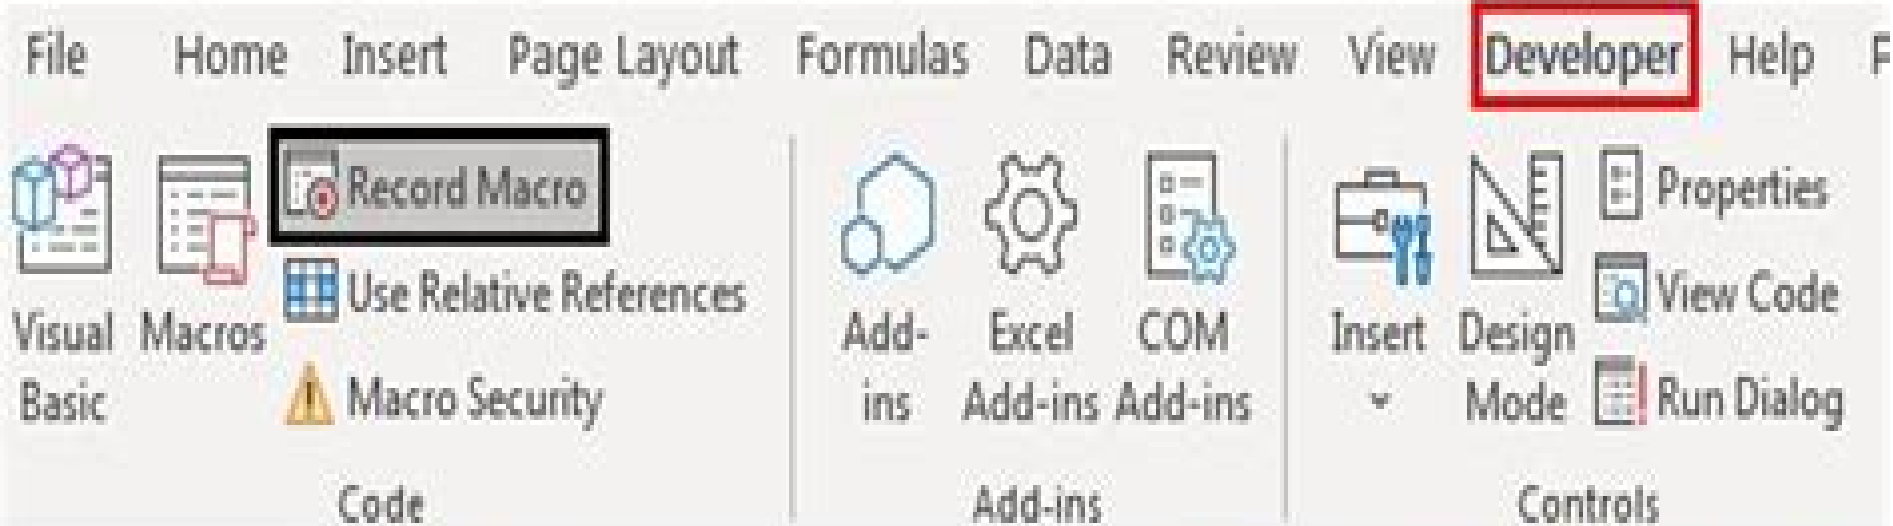 File Home Insert Page Layout Formulas Data Review View Developer Help
Record Macro
Use Relative References
Macro Security
Visual
Basic
Macros
Code
Add-
ins
Excel
Add-ins
COM
Add-ins
Add-ins
Insert
Design
Mode
Properties
View Code
Run Dialog
Controls